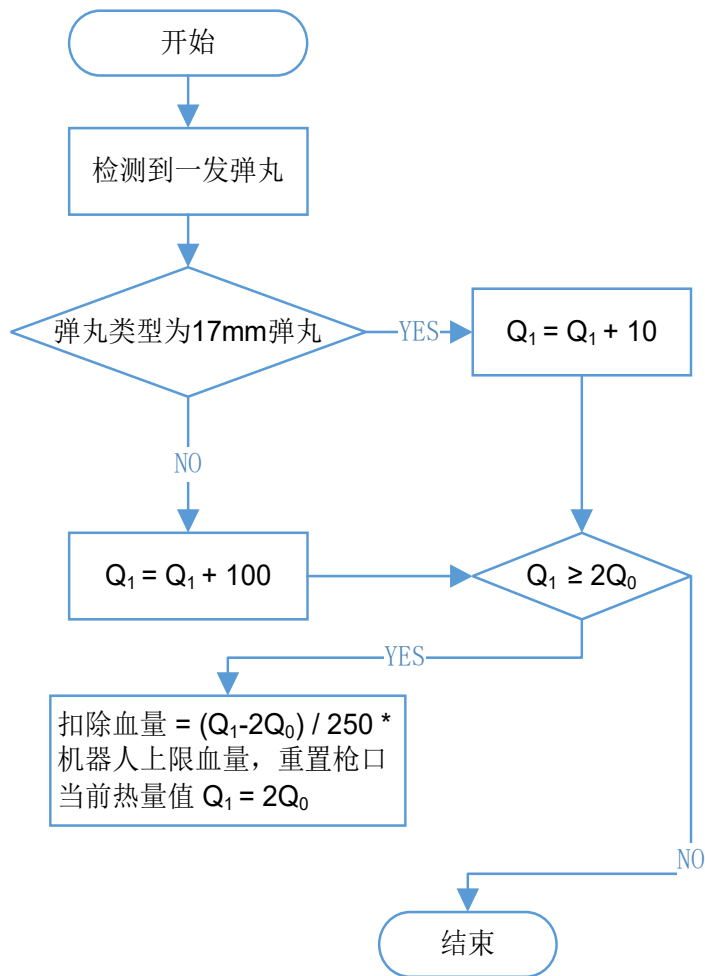 开始
检测到一发弹丸
弹丸类型为17mm弹丸
YES
Q₁ = Q₁ + 10
NO
Q₁ = Q₁ + 100
Q₁ ≥ 2Q₀
YES
扣除血量 = (Q₁-2Q₀) / 250 *
机器人上限血量，重置枪口
当前热量值 Q₁ = 2Q₀
NO
结束